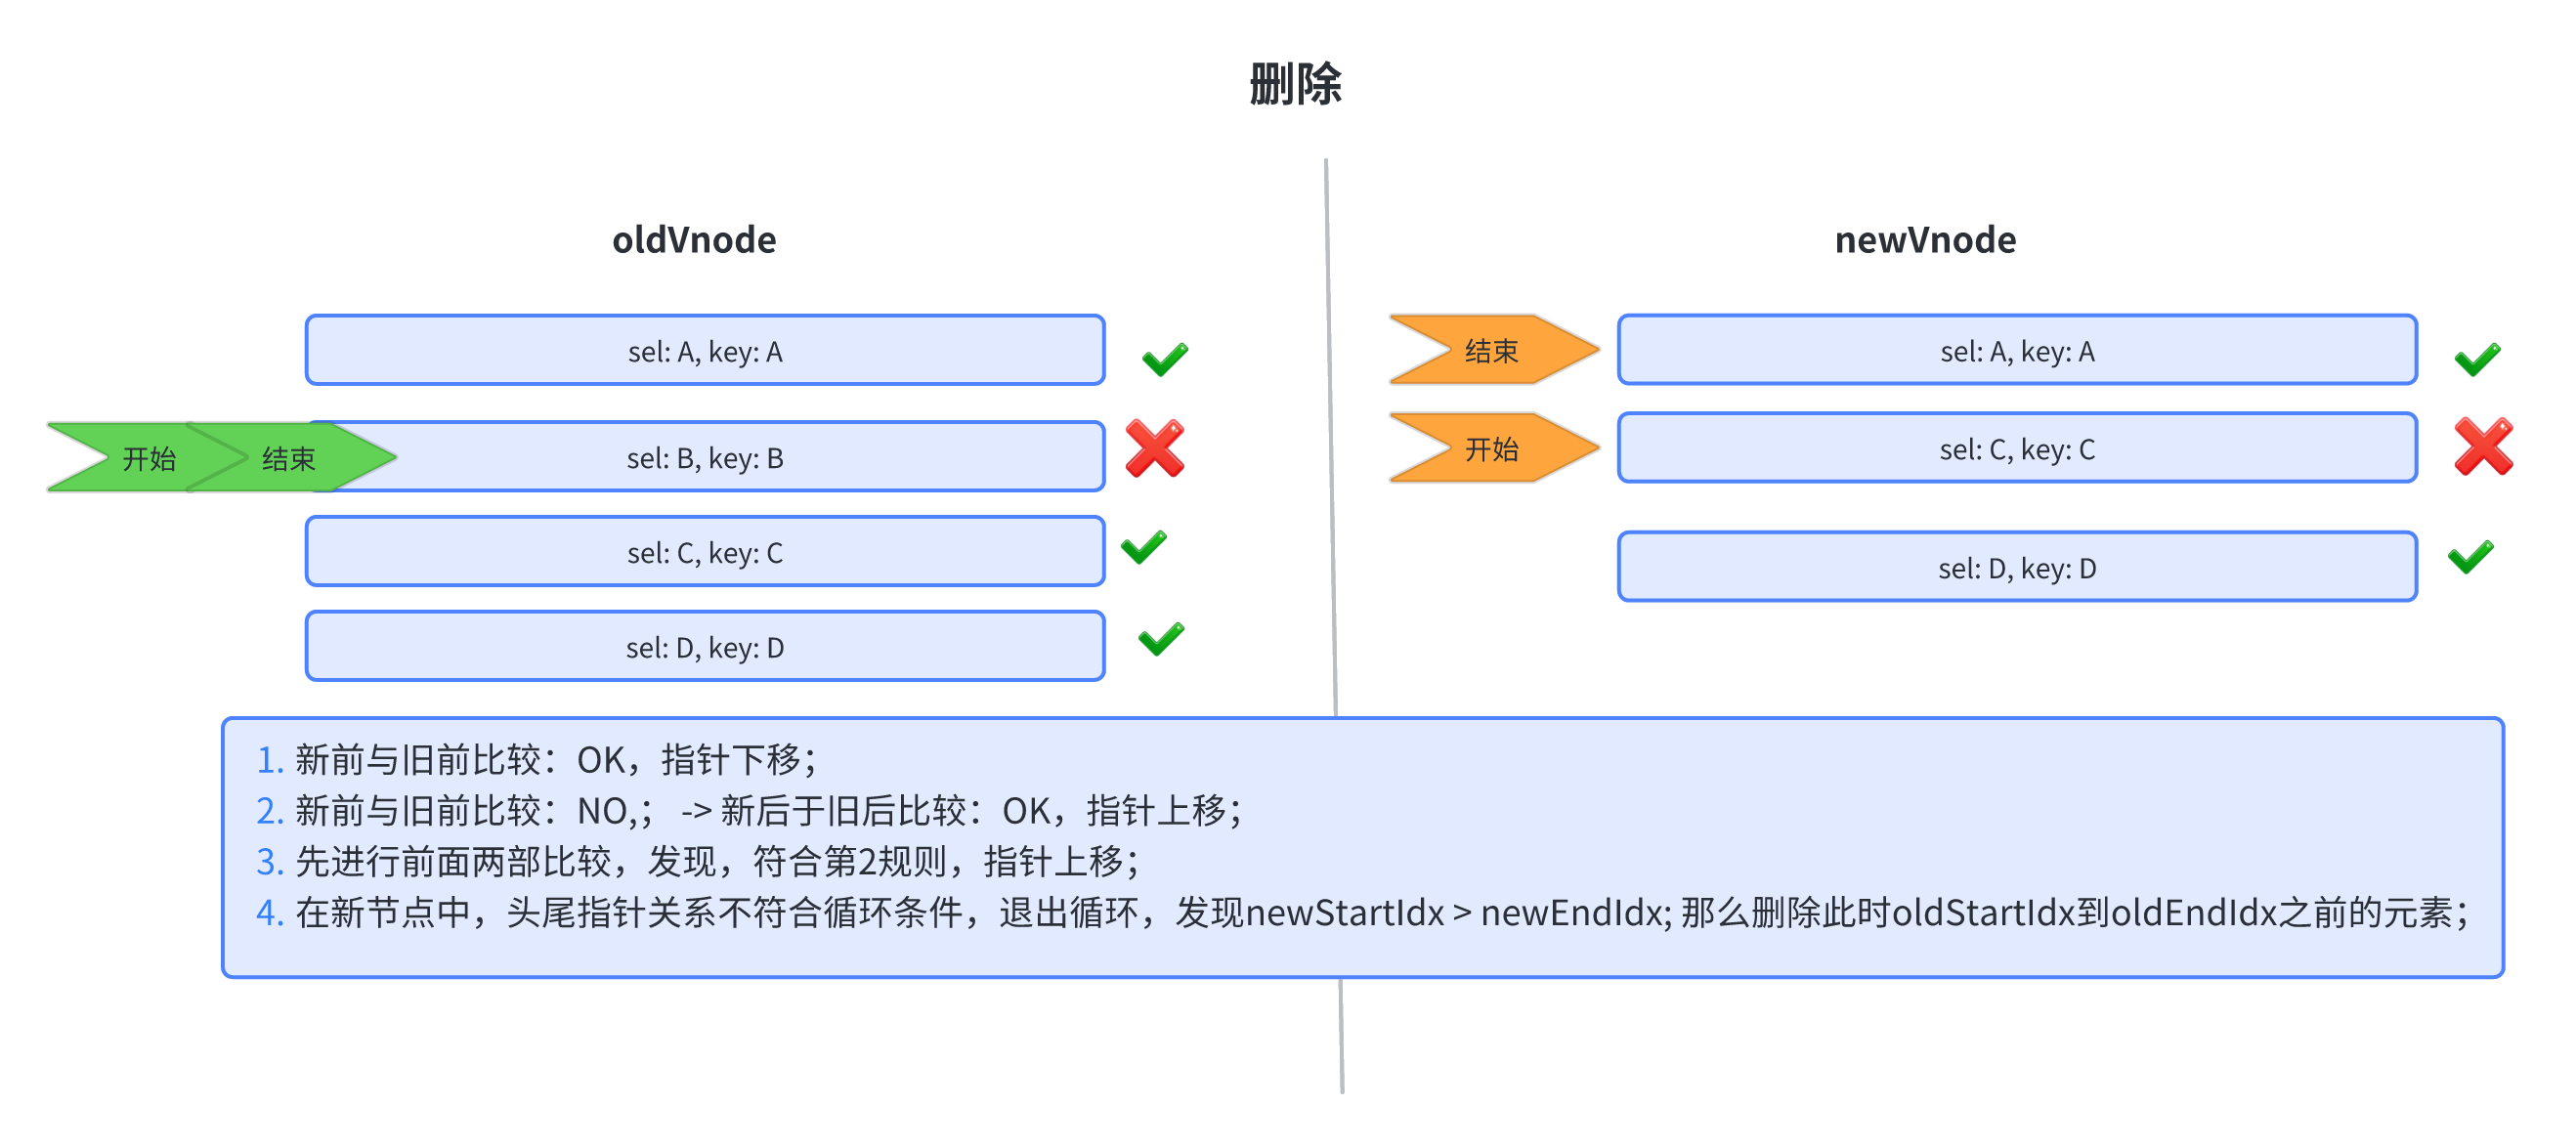 删除
oldVnode
newVnode
sel: A, key: A
结束
sel: A, key: A
开始
结束
sel: B, key: B
开始
sel: C, key: C
sel: C, key: C
sel: D, key: D
sel: D, key: D
1. 新前与旧前比较：OK，指针下移；
2. 新前与旧前比较：NO,； -> 新后于旧后比较：OK，指针上移；
3. 先进行前面两部比较，发现，符合第2规则，指针上移；
4. 在新节点中，头尾指针关系不符合循环条件，退出循环，发现newStartIdx > newEndIdx; 那么删除此时oldStartIdx到oldEndIdx之前的元素；